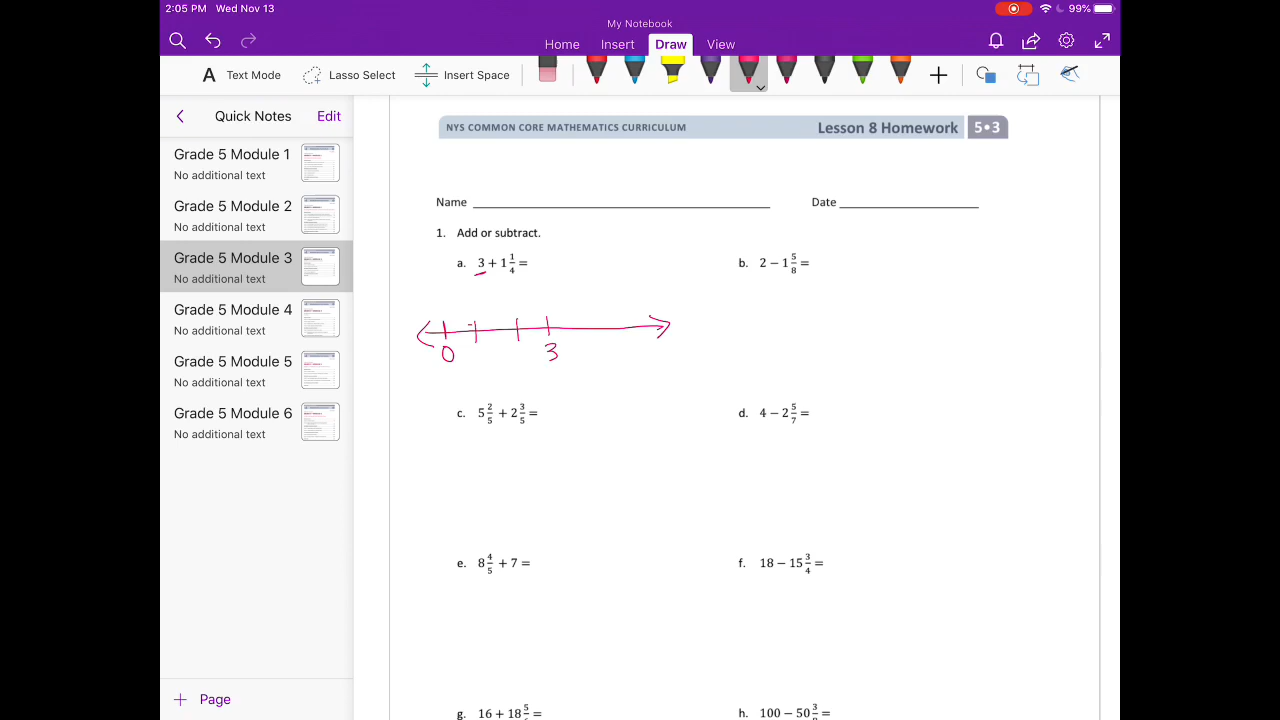 2:05 PM Wed Nov 13
99%
My Notebook
Home Insert Draw View
A Text Mode Lasso Select Insert Space
Quick Notes Edit
Grade 5 Module 1
No additional text
Grade 5 Module 2
No additional text
Grade 5 Module 3
No additional text
Grade 5 Module 4
No additional text
Grade 5 Module 5
No additional text
Grade 5 Module 6
No additional text
+ Page
NYS COMMON CORE MATHEMATICS CURRICULUM Lesson 8 Homework 5•3
Name Date
1. Add or subtract.
a. 3 + 1 1/4 =
b. 2 − 1 5/8 =
0 3
c. 5 2/5 + 2 3/5 =
d. 4 − 2 5/7 =
e. 8 4/5 + 7 =
f. 18 − 15 3/4 =
g. 16 + 18 5/ =
h. 100 − 50 3/ =